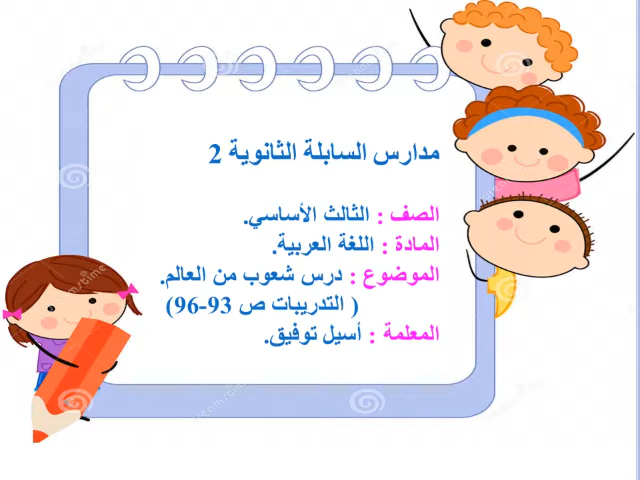 مدارس السابلة الثانوية 2
الصف : الثالث الأساسي.
المادة : اللغة العربية.
الموضوع : درس شعوب من العالم.
( التدريبات ص 93-96)
المعلمة : أسيل توفيق.